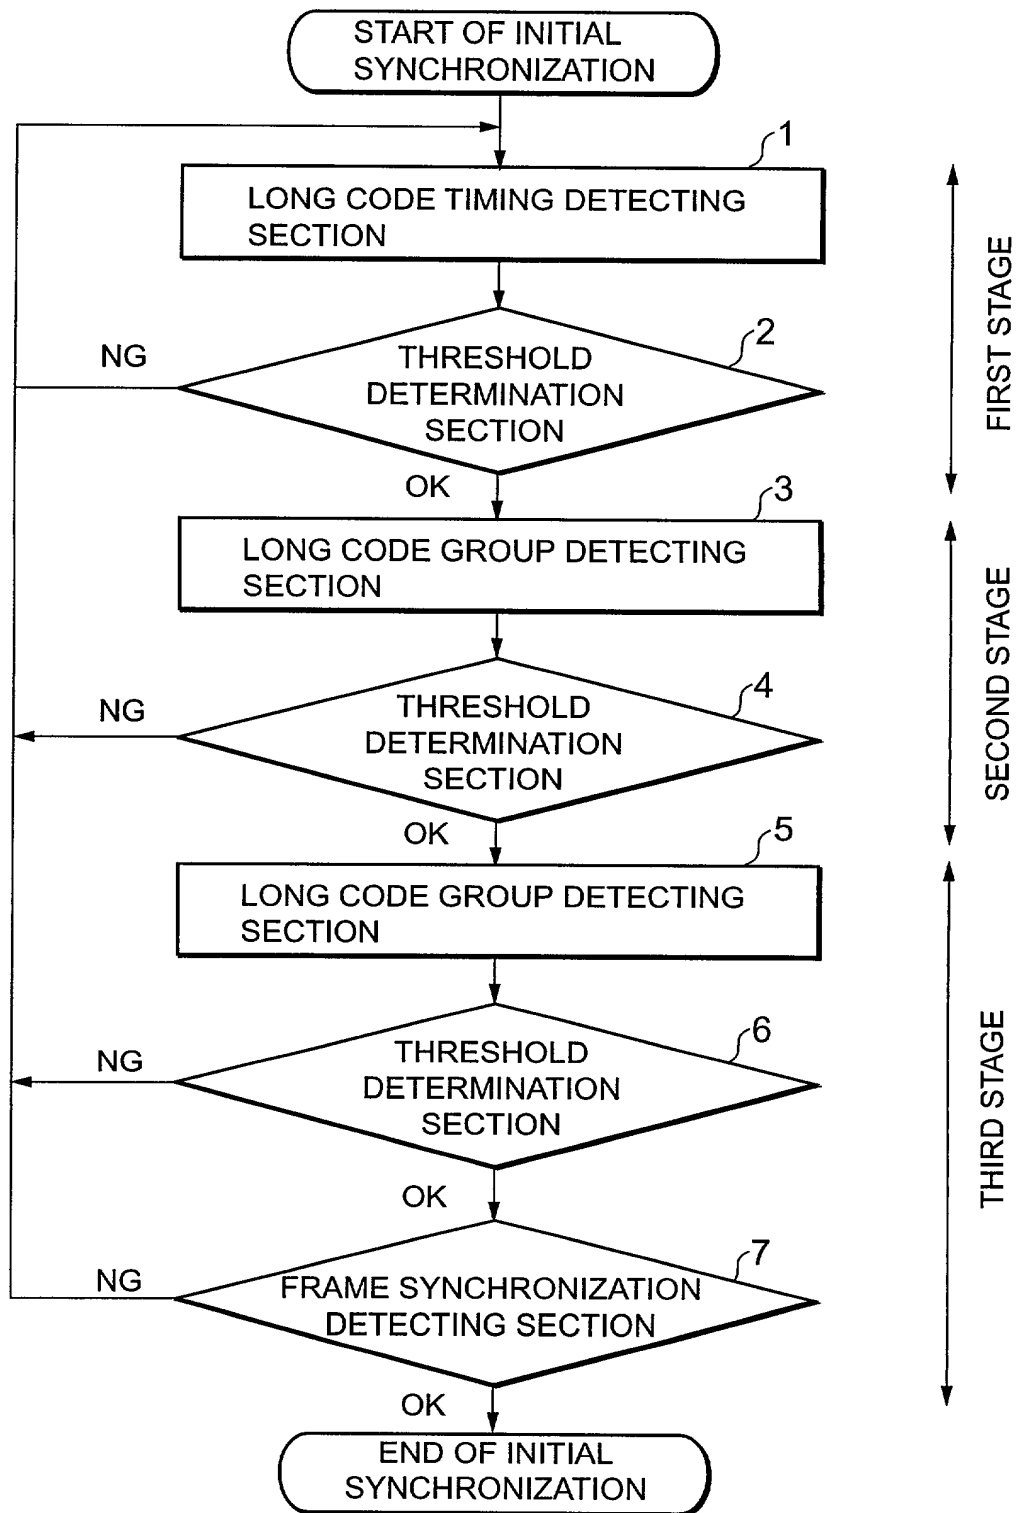 START OF INITIAL
SYNCHRONIZATION
1
LONG CODE TIMING DETECTING
SECTION
FIRST STAGE
NG
2
THRESHOLD
DETERMINATION
SECTION
OK
3
LONG CODE GROUP DETECTING
SECTION
SECOND STAGE
NG
4
THRESHOLD
DETERMINATION
SECTION
OK
5
LONG CODE GROUP DETECTING
SECTION
THIRD STAGE
NG
6
THRESHOLD
DETERMINATION
SECTION
OK
NG
7
FRAME SYNCHRONIZATION
DETECTING SECTION
OK
END OF INITIAL
SYNCHRONIZATION